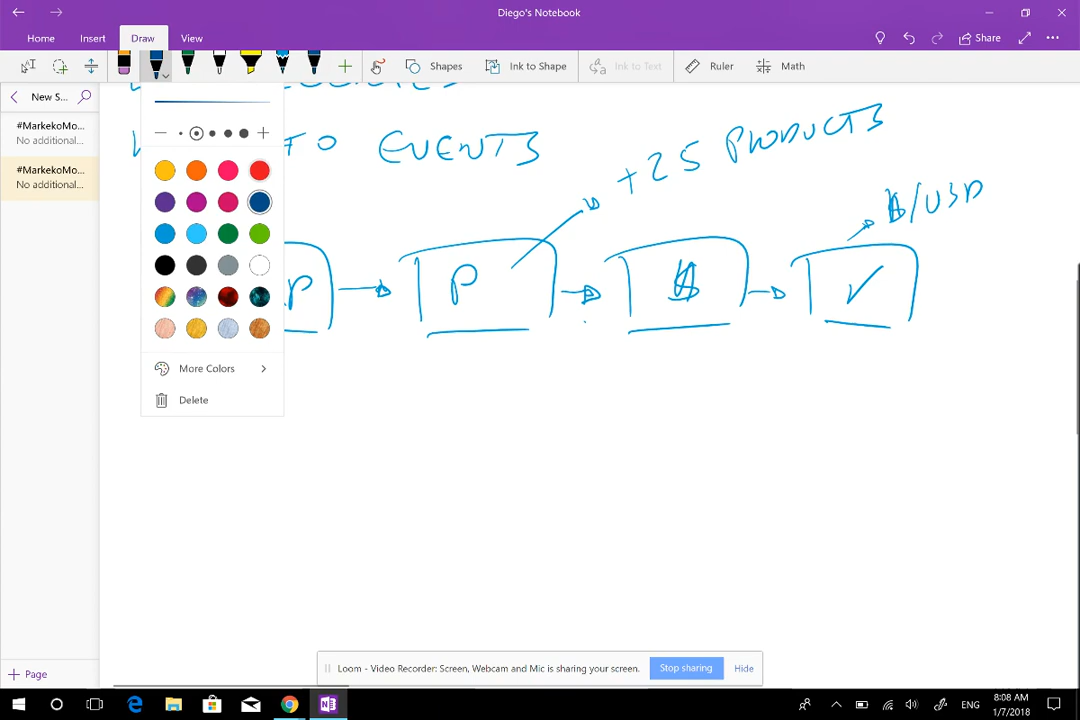 Diego's Notebook
Home Insert Draw View
Share
Shapes Ink to Shape Ink to Text Ruler Math
New S...
#MarkekoMo...
No additional...
#MarkekoMo...
No additional...
More Colors
Delete
EVENTS
+25 PRODUCTS
/USD
P → P → $ → ✓
Loom - Video Recorder: Screen, Webcam and Mic is sharing your screen. Stop sharing Hide
+ Page
ENG
8:08 AM
1/7/2018